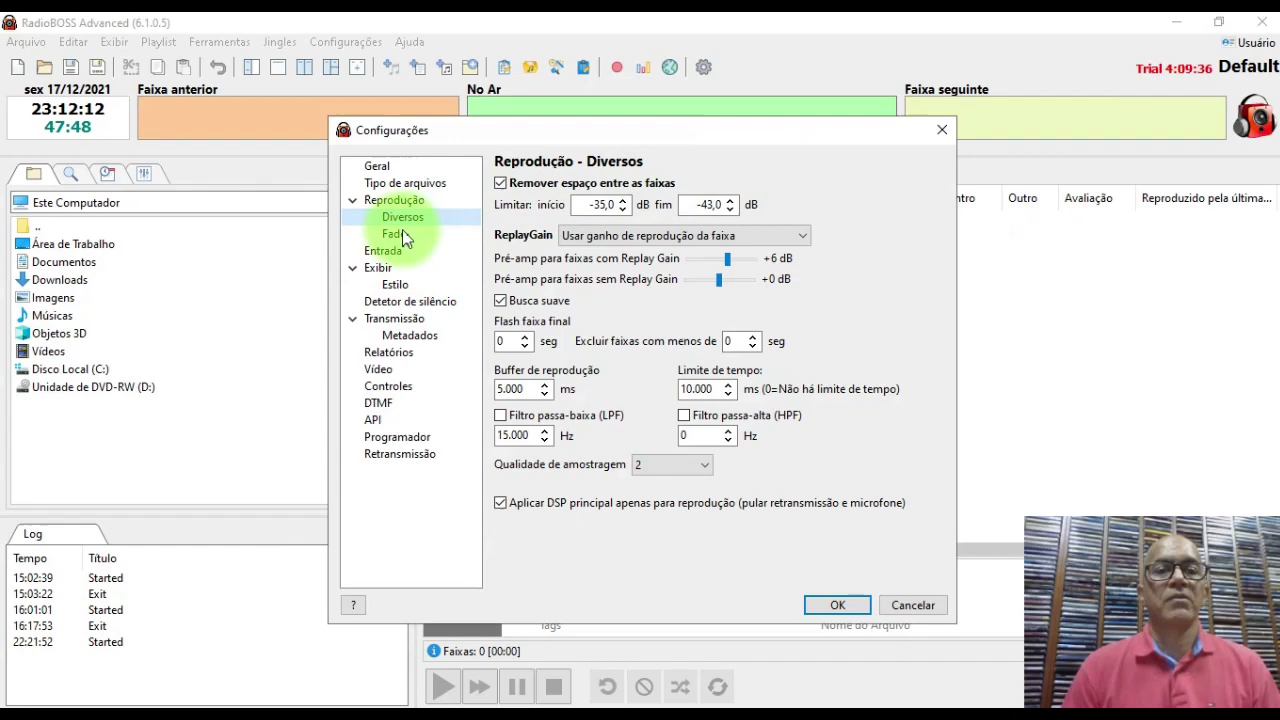 RadioBOSS Advanced (6.1.0.5)
Arquivo Editar Exibir Playlist Ferramentas Jingles Configurações Ajuda
Usuário
Trial 4:09:36 Default
sex 17/12/2021
23:12:12
47:48
Faixa anterior
No Ar
Faixa seguinte
Este Computador
..
Área de Trabalho
Documentos
Downloads
Imagens
Músicas
Objetos 3D
Vídeos
Disco Local (C:)
Unidade de DVD-RW (D:)
Log
Tempo Título
15:02:39 Started
15:03:22 Exit
16:01:01 Started
16:17:53 Exit
22:21:52 Started
Configurações
Geral
Tipo de arquivos
Reprodução
Diversos
Entrada
Exibir
Estilo
Detetor de silêncio
Transmissão
Metadados
Relatórios
Vídeo
Controles
DTMF
API
Programador
Retransmissão
Reprodução - Diversos
Remover espaço entre as faixas
Limitar: início -35,0 dB fim -43,0 dB
ReplayGain Usar ganho de reprodução da faixa
Pré-amp para faixas com Replay Gain +6 dB
Pré-amp para faixas sem Replay Gain +0 dB
Busca suave
Flash faixa final
0 seg Excluir faixas com menos de 0 seg
Buffer de reprodução Limite de tempo:
5.000 ms 10.000 ms (0=Não há limite de tempo)
Filtro passa-baixa (LPF) Filtro passa-alta (HPF)
15.000 Hz 0 Hz
Qualidade de amostragem 2
Aplicar DSP principal apenas para reprodução (pular retransmissão e microfone)
? OK Cancelar
Outro Avaliação Reproduzido pela última...
Tags Nome do Arquivo
Faixas: 0 [00:00]